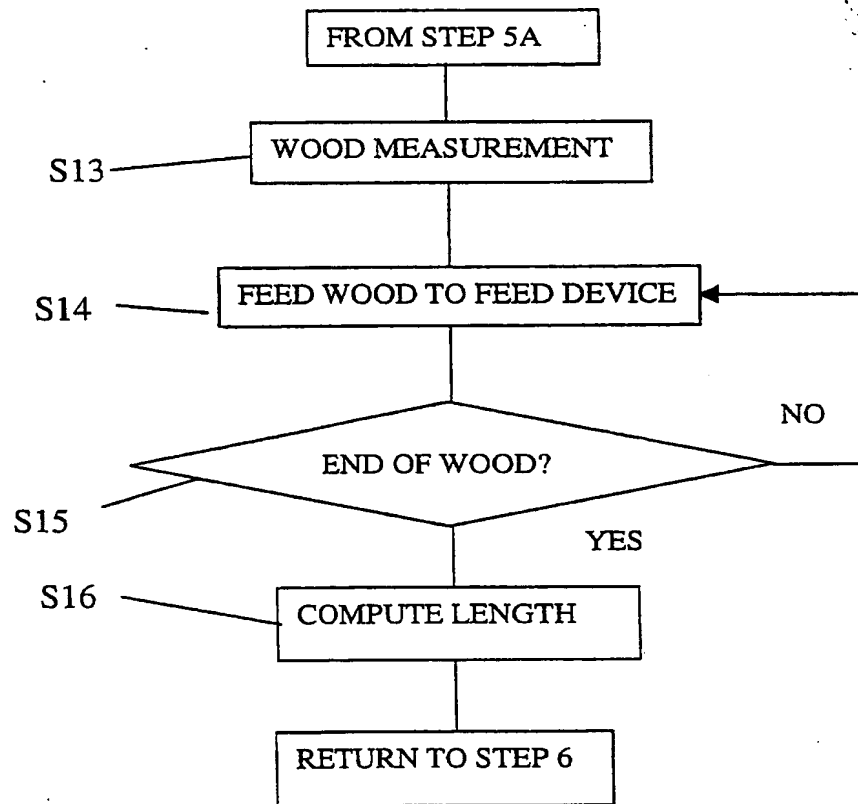 FROM STEP 5A
WOOD MEASUREMENT
S13
FEED WOOD TO FEED DEVICE
S14
NO
END OF WOOD?
S15
YES
S16
COMPUTE LENGTH
RETURN TO STEP 6